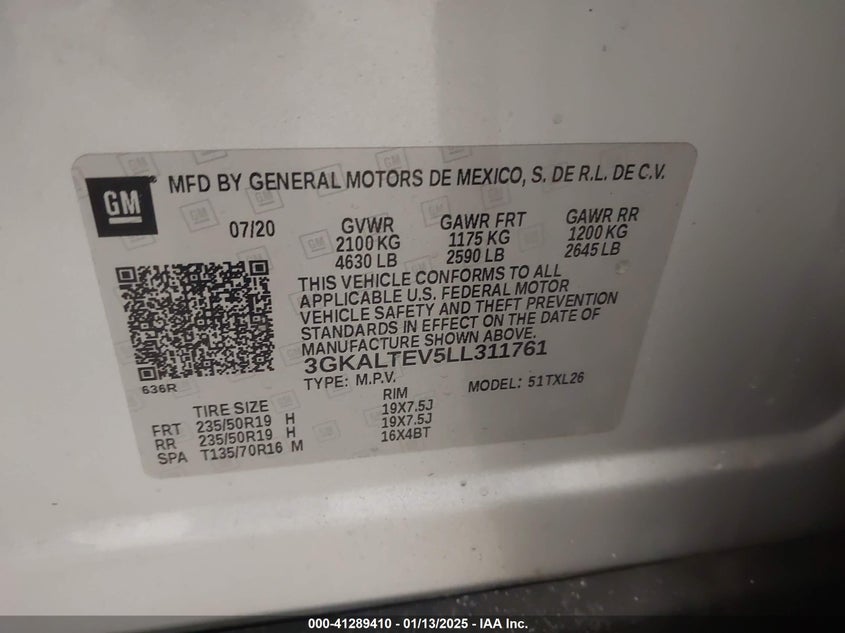 GM
MFD BY GENERAL MOTORS DE MEXICO, S. DE R.L. DE C.V.
07/20 GVWR GAWR FRT GAWR RR
2100 KG 1175 KG 1200 KG
4630 LB 2590 LB 2645 LB
THIS VEHICLE CONFORMS TO ALL
APPLICABLE U.S. FEDERAL MOTOR
VEHICLE SAFETY AND THEFT PREVENTION
STANDARDS IN EFFECT ON THE DATE OF
MANUFACTURE SHOWN ABOVE.
3GKALTEV5LL311761
636R
TYPE: M.P.V. MODEL: 51TXL26
TIRE SIZE RIM
FRT 235/50R19 H 19X7.5J
RR 235/50R19 H 19X7.5J
SPA T135/70R16 M 16X4BT
000-41289410 - 01/13/2025 - IAA Inc.